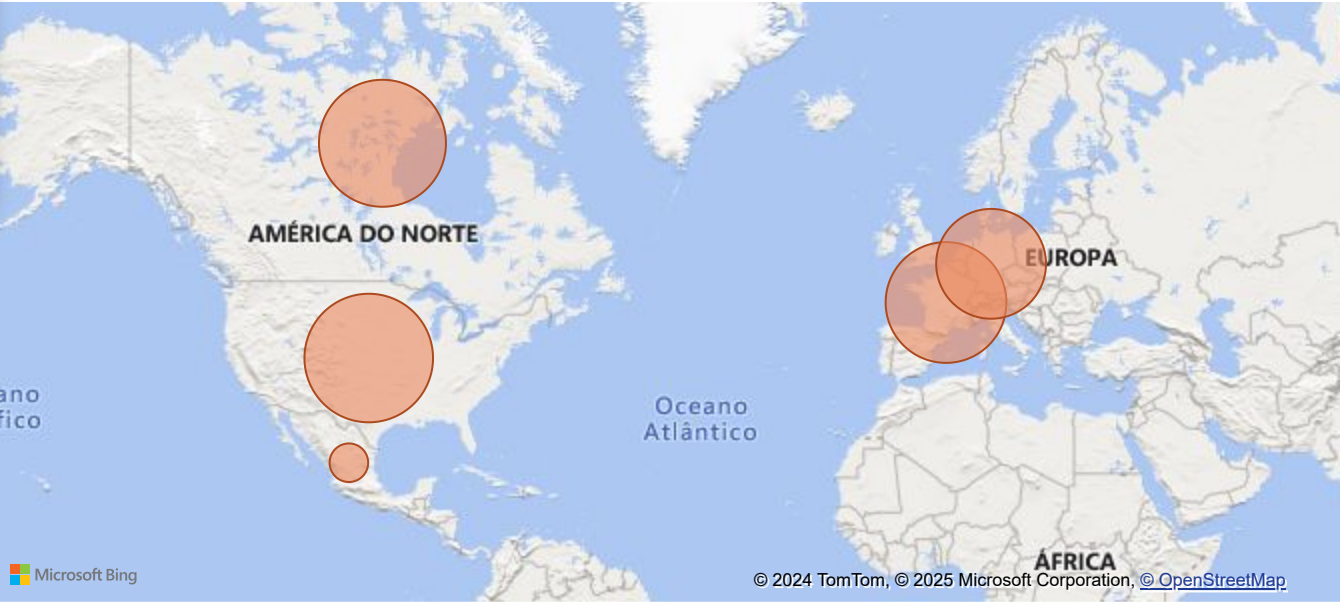 AMÉRICA DO NORTE
EUROPA
ano
fico
Oceano
Atlântico
ÁFRICA
Microsoft Bing
© 2024 TomTom, © 2025 Microsoft Corporation, © OpenStreetMap